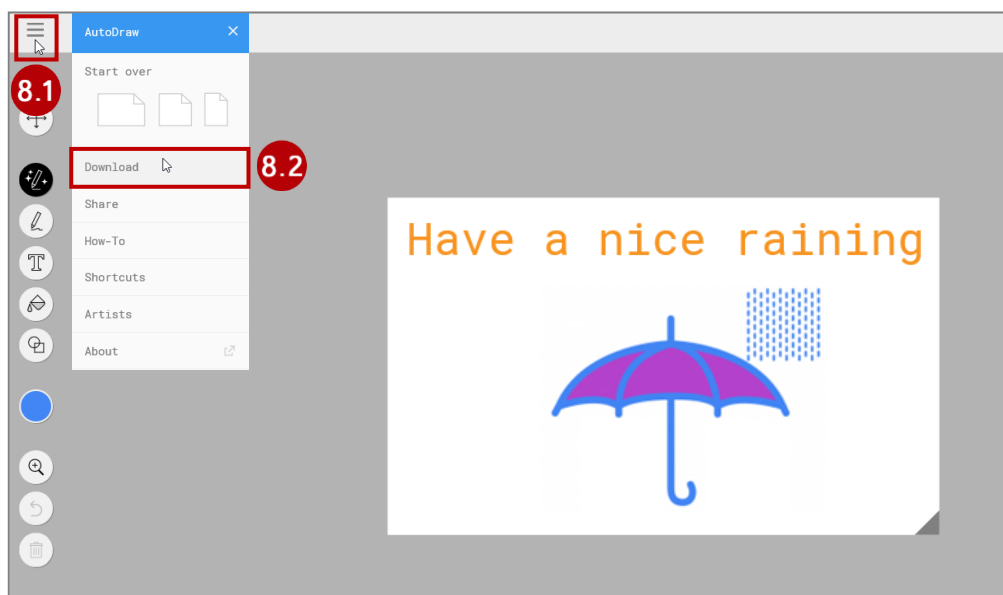 AutoDraw
8.1
Start over
Download
8.2
Share
How-To
Shortcuts
Artists
About
T
Have a nice raining